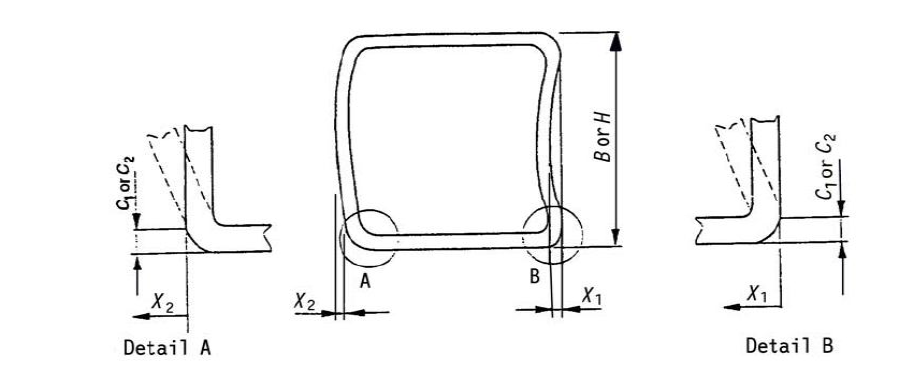 C₁ or C₂
X₂
Detail A
B or H
A
B
X₂
X₁
C₁ or C₂
X₁
Detail B